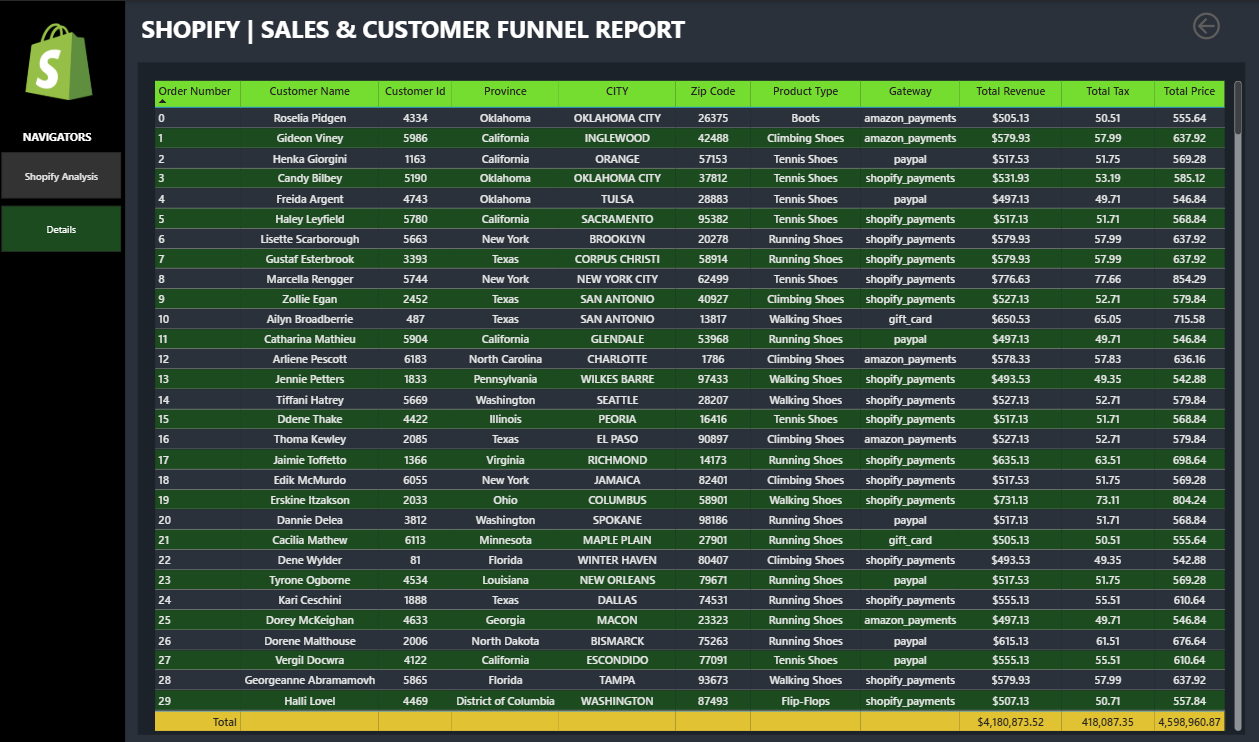 SHOPIFY | SALES & CUSTOMER FUNNEL REPORT
S
NAVIGATORS
Shopify Analysis
Details
Order Number Customer Name Customer Id Province CITY Zip Code Product Type Gateway Total Revenue Total Tax Total Price
0 Roselia Pidgen 4334 Oklahoma OKLAHOMA CITY 26375 Boots amazon_payments $505.13 50.51 555.64
1 Gideon Viney 5986 California INGLEWOOD 42488 Climbing Shoes amazon_payments $579.93 57.99 637.92
2 Henka Giorgini 1163 California ORANGE 57153 Tennis Shoes paypal $517.53 51.75 569.28
3 Candy Bilbey 5190 Oklahoma OKLAHOMA CITY 37812 Tennis Shoes shopify_payments $531.93 53.19 585.12
4 Freida Argent 4743 Oklahoma TULSA 28883 Tennis Shoes paypal $497.13 49.71 546.84
5 Haley Leyfield 5780 California SACRAMENTO 95382 Tennis Shoes shopify_payments $517.13 51.71 568.84
6 Lisette Scarborough 5663 New York BROOKLYN 20278 Running Shoes shopify_payments $579.93 57.99 637.92
7 Gustaf Esterbrook 3393 Texas CORPUS CHRISTI 58914 Running Shoes shopify_payments $579.93 57.99 637.92
8 Marcella Rengger 5744 New York NEW YORK CITY 62499 Tennis Shoes shopify_payments $776.63 77.66 854.29
9 Zollie Egan 2452 Texas SAN ANTONIO 40927 Climbing Shoes shopify_payments $527.13 52.71 579.84
10 Ailyn Broadberrie 487 Texas SAN ANTONIO 13817 Walking Shoes gift_card $650.53 65.05 715.58
11 Catharina Mathieu 5904 California GLENDALE 53968 Running Shoes paypal $497.13 49.71 546.84
12 Arliene Pescott 6183 North Carolina CHARLOTTE 1786 Climbing Shoes amazon_payments $578.33 57.83 636.16
13 Jennie Petters 1833 Pennsylvania WILKES BARRE 97433 Walking Shoes shopify_payments $493.53 49.35 542.88
14 Tiffani Hatrey 5669 Washington SEATTLE 28207 Walking Shoes shopify_payments $527.13 52.71 579.84
15 Ddene Thake 4422 Illinois PEORIA 16416 Tennis Shoes shopify_payments $517.13 51.71 568.84
16 Thoma Kewley 2085 Texas EL PASO 90897 Climbing Shoes amazon_payments $527.13 52.71 579.84
17 Jaimie Toffetto 1366 Virginia RICHMOND 14173 Running Shoes shopify_payments $635.13 63.51 698.64
18 Edik McMurdo 6055 New York JAMAICA 82401 Climbing Shoes shopify_payments $517.53 51.75 569.28
19 Erskine Itzakson 2033 Ohio COLUMBUS 58901 Walking Shoes shopify_payments $731.13 73.11 804.24
20 Dannie Delea 3812 Washington SPOKANE 98186 Running Shoes paypal $517.13 51.71 568.84
21 Cacilia Mathew 6113 Minnesota MAPLE PLAIN 27901 Running Shoes gift_card $505.13 50.51 555.64
22 Dene Wylder 81 Florida WINTER HAVEN 80407 Climbing Shoes shopify_payments $493.53 49.35 542.88
23 Tyrone Ogborne 4534 Louisiana NEW ORLEANS 79671 Running Shoes paypal $517.53 51.75 569.28
24 Kari Ceschini 1888 Texas DALLAS 74531 Running Shoes shopify_payments $555.13 55.51 610.64
25 Dorey McKeighan 4633 Georgia MACON 23323 Running Shoes amazon_payments $497.13 49.71 546.84
26 Dorene Malthouse 2006 North Dakota BISMARCK 75263 Running Shoes paypal $615.13 61.51 676.64
27 Vergil Docwra 4122 California ESCONDIDO 77091 Tennis Shoes paypal $555.13 55.51 610.64
28 Georgeanne Abramamovh 5865 Florida TAMPA 93673 Walking Shoes shopify_payments $579.93 57.99 637.92
29 Halli Lovel 4469 District of Columbia WASHINGTON 87493 Flip-Flops shopify_payments $507.13 50.71 557.84
Total $4,180,873.52 418,087.35 4,598,960.87